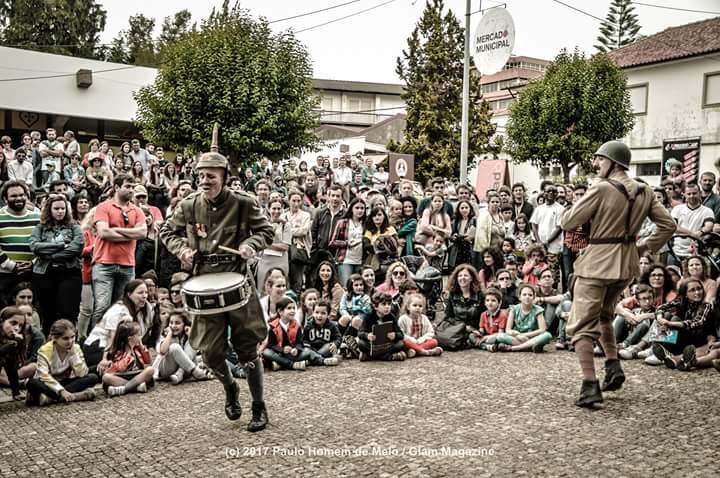 MERCADO
MUNICIPAL
(c) 2017 Paulo Homem de Melo / Glam Magazine